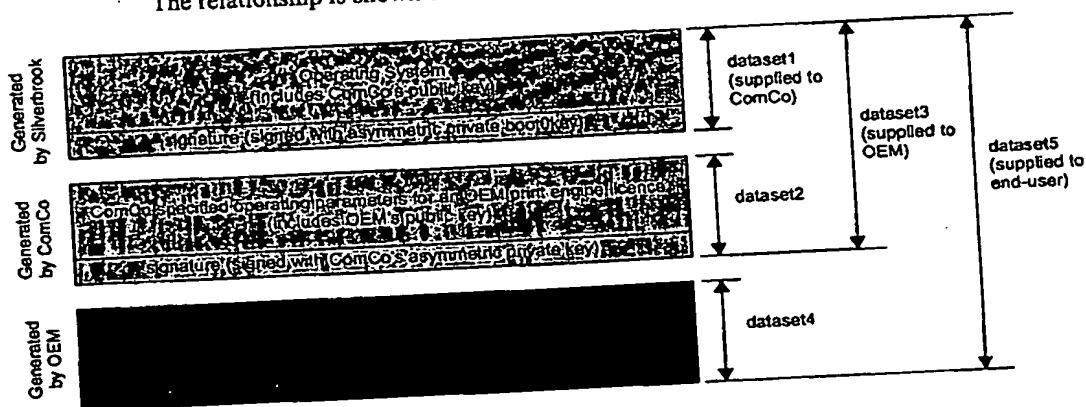 The relationship is shown
Generated
by Silverbrook
Operating System
(includes ComCo's public key)
signature (signed with asymmetric private boot0key)
dataset1
(supplied to
ComCo)
Generated
by ComCo
ComCo specified operating parameters for an OEM print engine licence
(includes OEM's public key)
signature (signed with ComCo's asymmetric private key)
dataset2
dataset3
(supplied to
OEM)
Generated
by OEM
dataset4
dataset5
(supplied to
end-user)